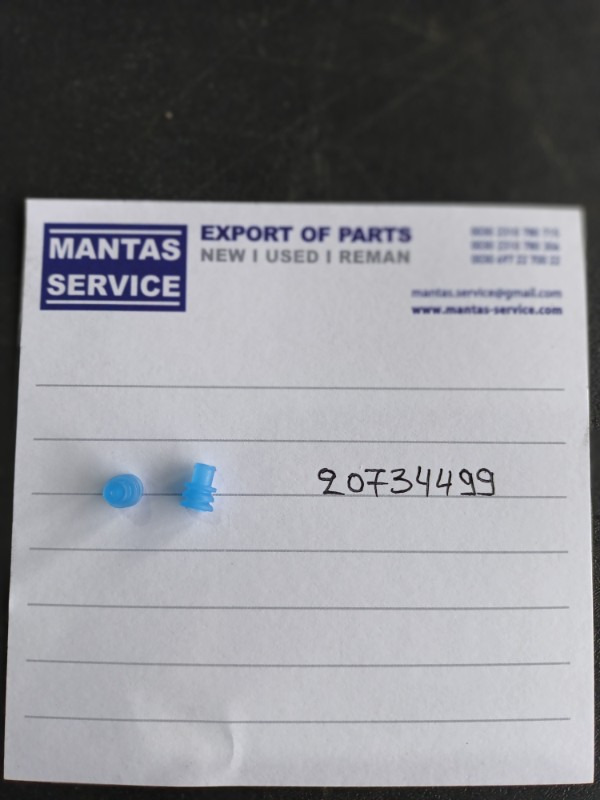 MANTAS
SERVICE
EXPORT OF PARTS
NEW I USED I REMAN
mantas.service@gmail.com
www.mantas-service.com
20734499